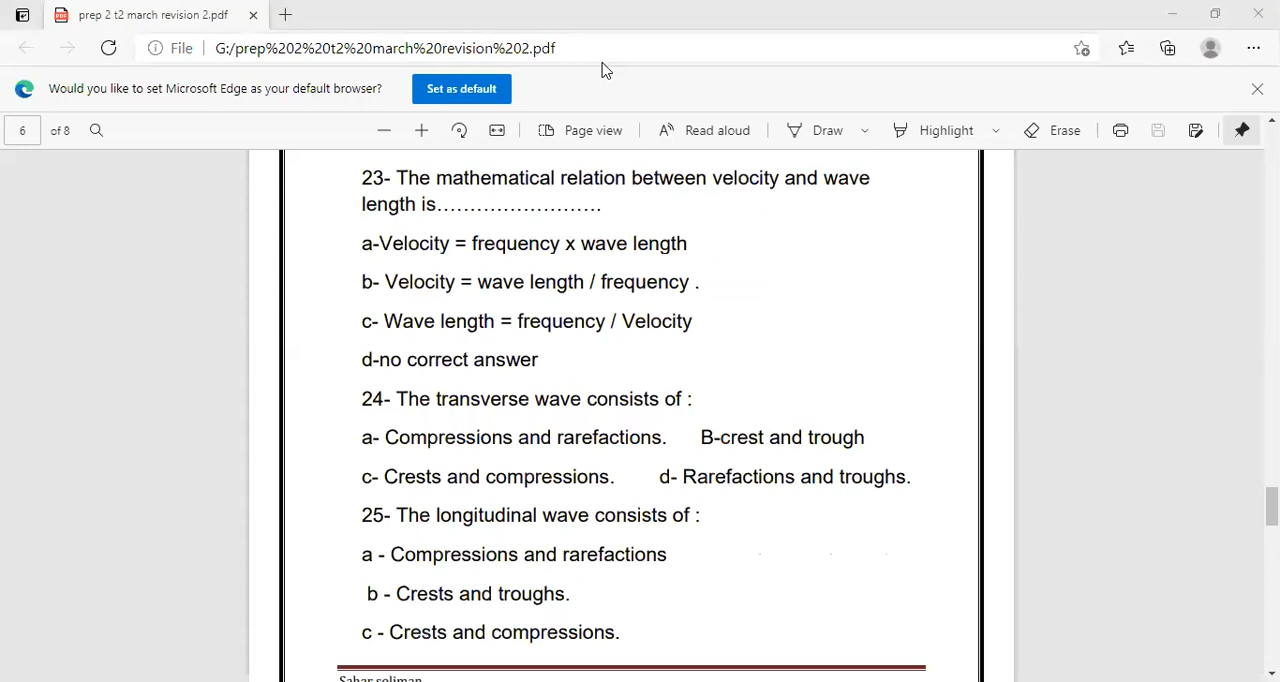 prep 2 t2 march revision 2.pdf
File
G:/prep%202%20t2%20march%20revision%202.pdf
Would you like to set Microsoft Edge as your default browser?
Set as default
6 of 8
Page view
Read aloud
Draw
Highlight
Erase
23- The mathematical relation between velocity and wave
length is.........................
a-Velocity = frequency x wave length
b- Velocity = wave length / frequency .
c- Wave length = frequency / Velocity
d-no correct answer
24- The transverse wave consists of :
a- Compressions and rarefactions. B-crest and trough
c- Crests and compressions. d- Rarefactions and troughs.
25- The longitudinal wave consists of :
a - Compressions and rarefactions
b - Crests and troughs.
c - Crests and compressions.
Sahar soliman